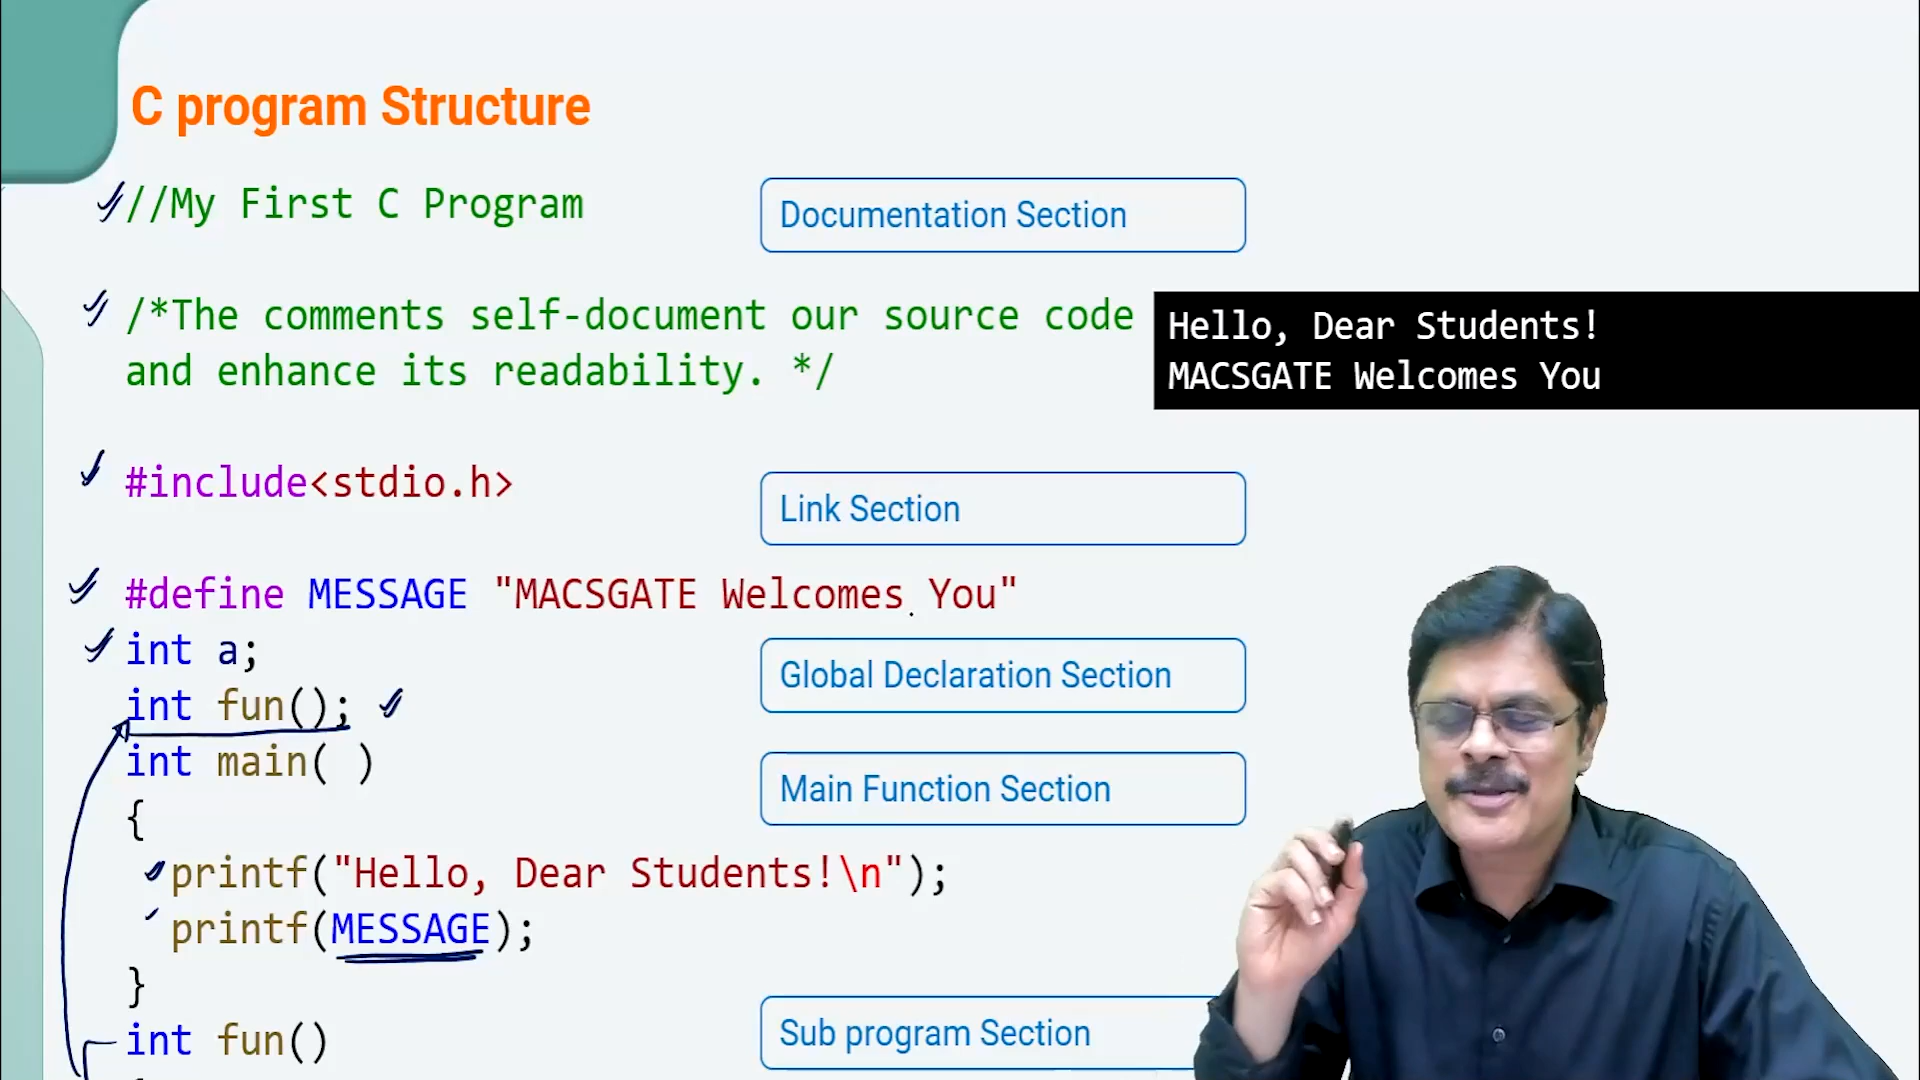 C program Structure
//My First C Program
Documentation Section
/*The comments self-document our source code
and enhance its readability. */
Hello, Dear Students!
MACSGATE Welcomes You
#include<stdio.h>
Link Section
#define MESSAGE "MACSGATE Welcomes You"
int a;
Global Declaration Section
int fun();
int main( )
Main Function Section
{
printf("Hello, Dear Students!\n");
printf(MESSAGE);
}
int fun()
Sub program Section